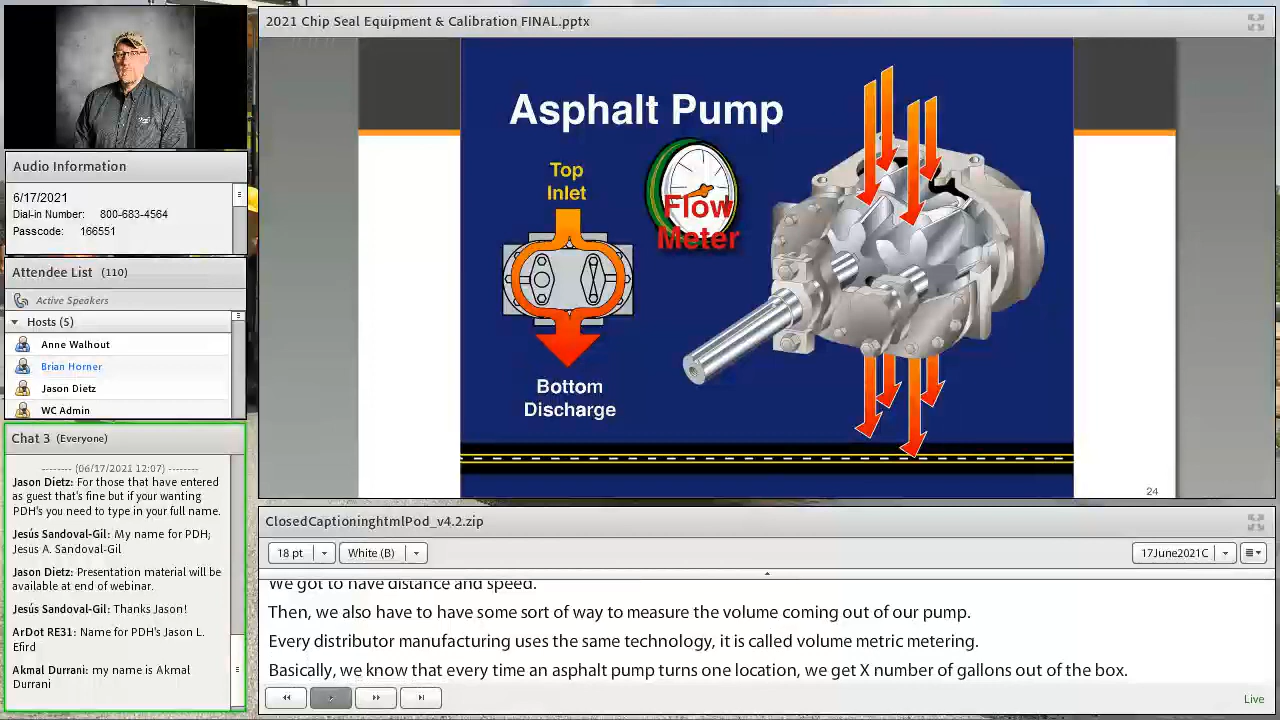 Audio Information
6/17/2021
Dial-in Number: 800-683-4564
Passcode: 166551
Attendee List (110)
Active Speakers
Hosts (5)
Anne Walhout
Brian Horner
Jason Dietz
WC Admin
Chat 3 (Everyone)
-------- (06/17/2021 12:07) --------
Jason Dietz: For those that have entered
as guest that's fine but if your wanting
PDH's you need to type in your full name.
Jesús Sandoval-Gil: My name for PDH;
Jesus A. Sandoval-Gil
Jason Dietz: Presentation material will be
available at end of webinar.
Jesús Sandoval-Gil: Thanks Jason!
ArDot RE31: Name for PDH's Jason L.
Efird
Akmal Durrani: my name is Akmal
Durrani
2021 Chip Seal Equipment & Calibration FINAL.pptx
Asphalt Pump
Top
Inlet
Flow
Meter
Bottom
Discharge
24
ClosedCaptioninghtmlPod_v4.2.zip
18 pt
White (B)
17June2021C
We got to have distance and speed.
Then, we also have to have some sort of way to measure the volume coming out of our pump.
Every distributor manufacturing uses the same technology, it is called volume metric metering.
Basically, we know that every time an asphalt pump turns one location, we get X number of gallons out of the box.
Live